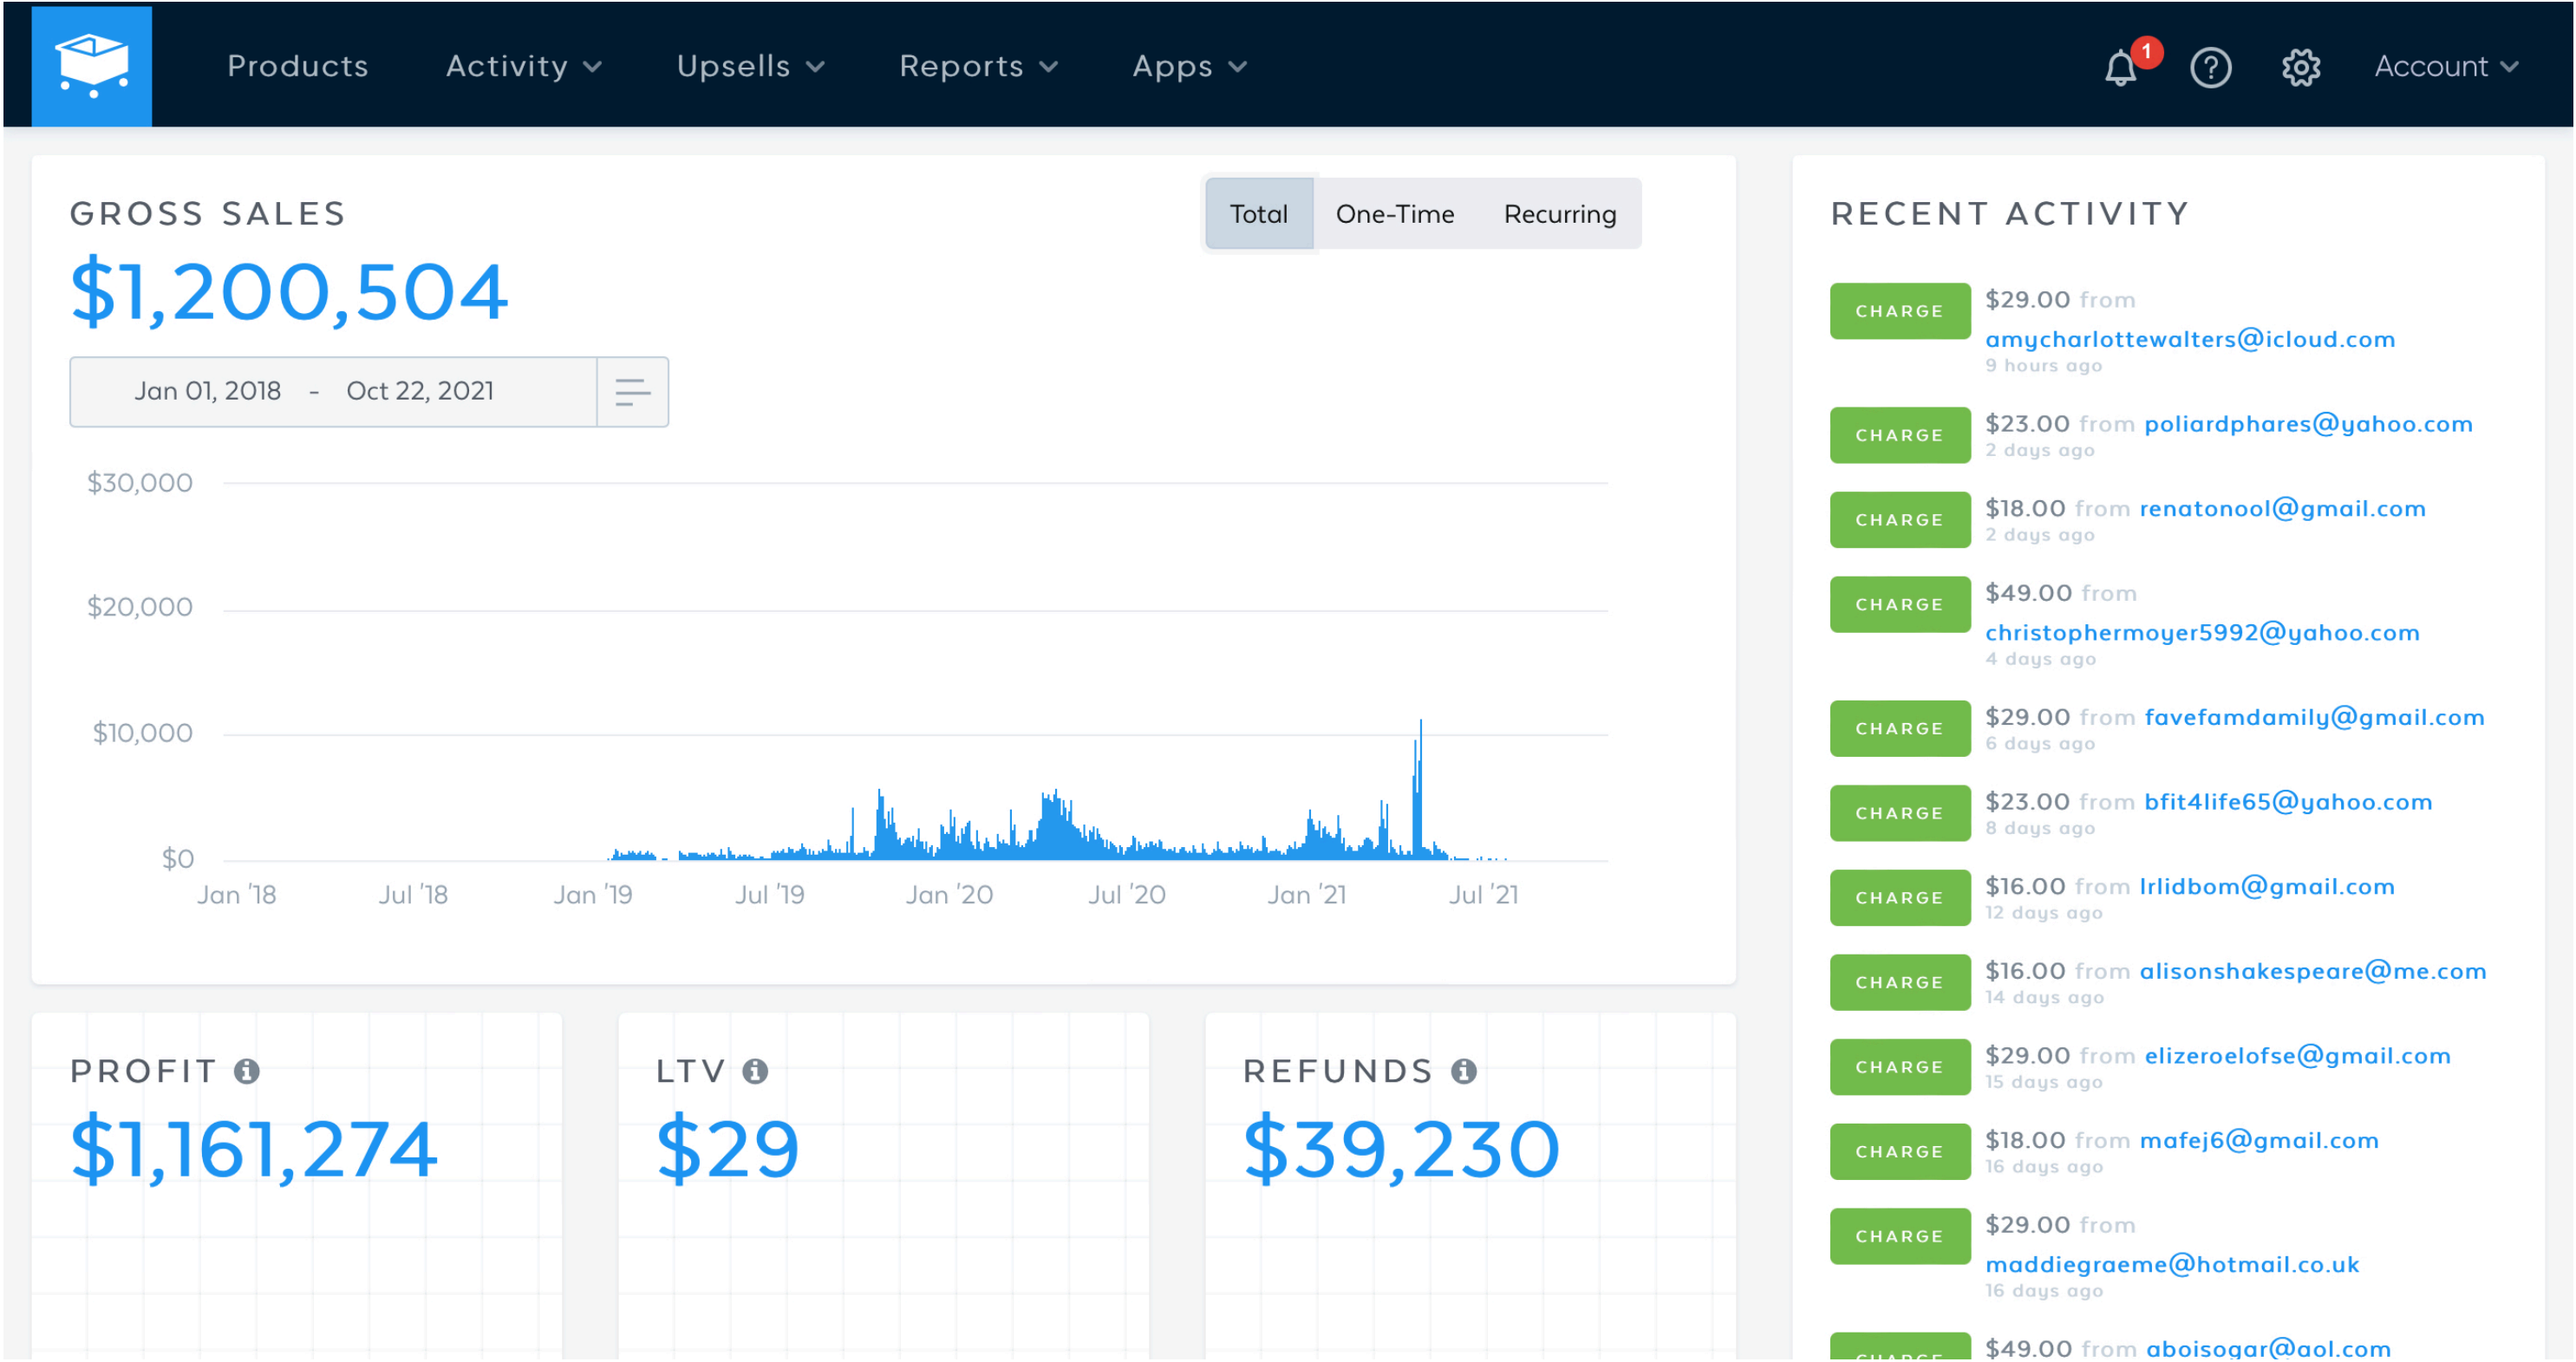 Products Activity Upsells Reports Apps 1 ? Account
GROSS SALES
Total One-Time Recurring
$1,200,504
Jan 01, 2018 - Oct 22, 2021
$30,000
$20,000
$10,000
$0
Jan '18 Jul '18 Jan '19 Jul '19 Jan '20 Jul '20 Jan '21 Jul '21
PROFIT i
$1,161,274
LTV i
$29
REFUNDS i
$39,230
RECENT ACTIVITY
CHARGE $29.00 from
amycharlottewalters@icloud.com
9 hours ago
CHARGE $23.00 from poliardphares@yahoo.com
2 days ago
CHARGE $18.00 from renatonool@gmail.com
2 days ago
CHARGE $49.00 from
christophermoyer5992@yahoo.com
4 days ago
CHARGE $29.00 from favefamdamily@gmail.com
6 days ago
CHARGE $23.00 from bfit4life65@yahoo.com
8 days ago
CHARGE $16.00 from lrlidbom@gmail.com
12 days ago
CHARGE $16.00 from alisonshakespeare@me.com
14 days ago
CHARGE $29.00 from elizeroelofse@gmail.com
15 days ago
CHARGE $18.00 from mafej6@gmail.com
16 days ago
CHARGE $29.00 from
maddiegraeme@hotmail.co.uk
16 days ago
CHARGE $49.00 from aboisogar@aol.com